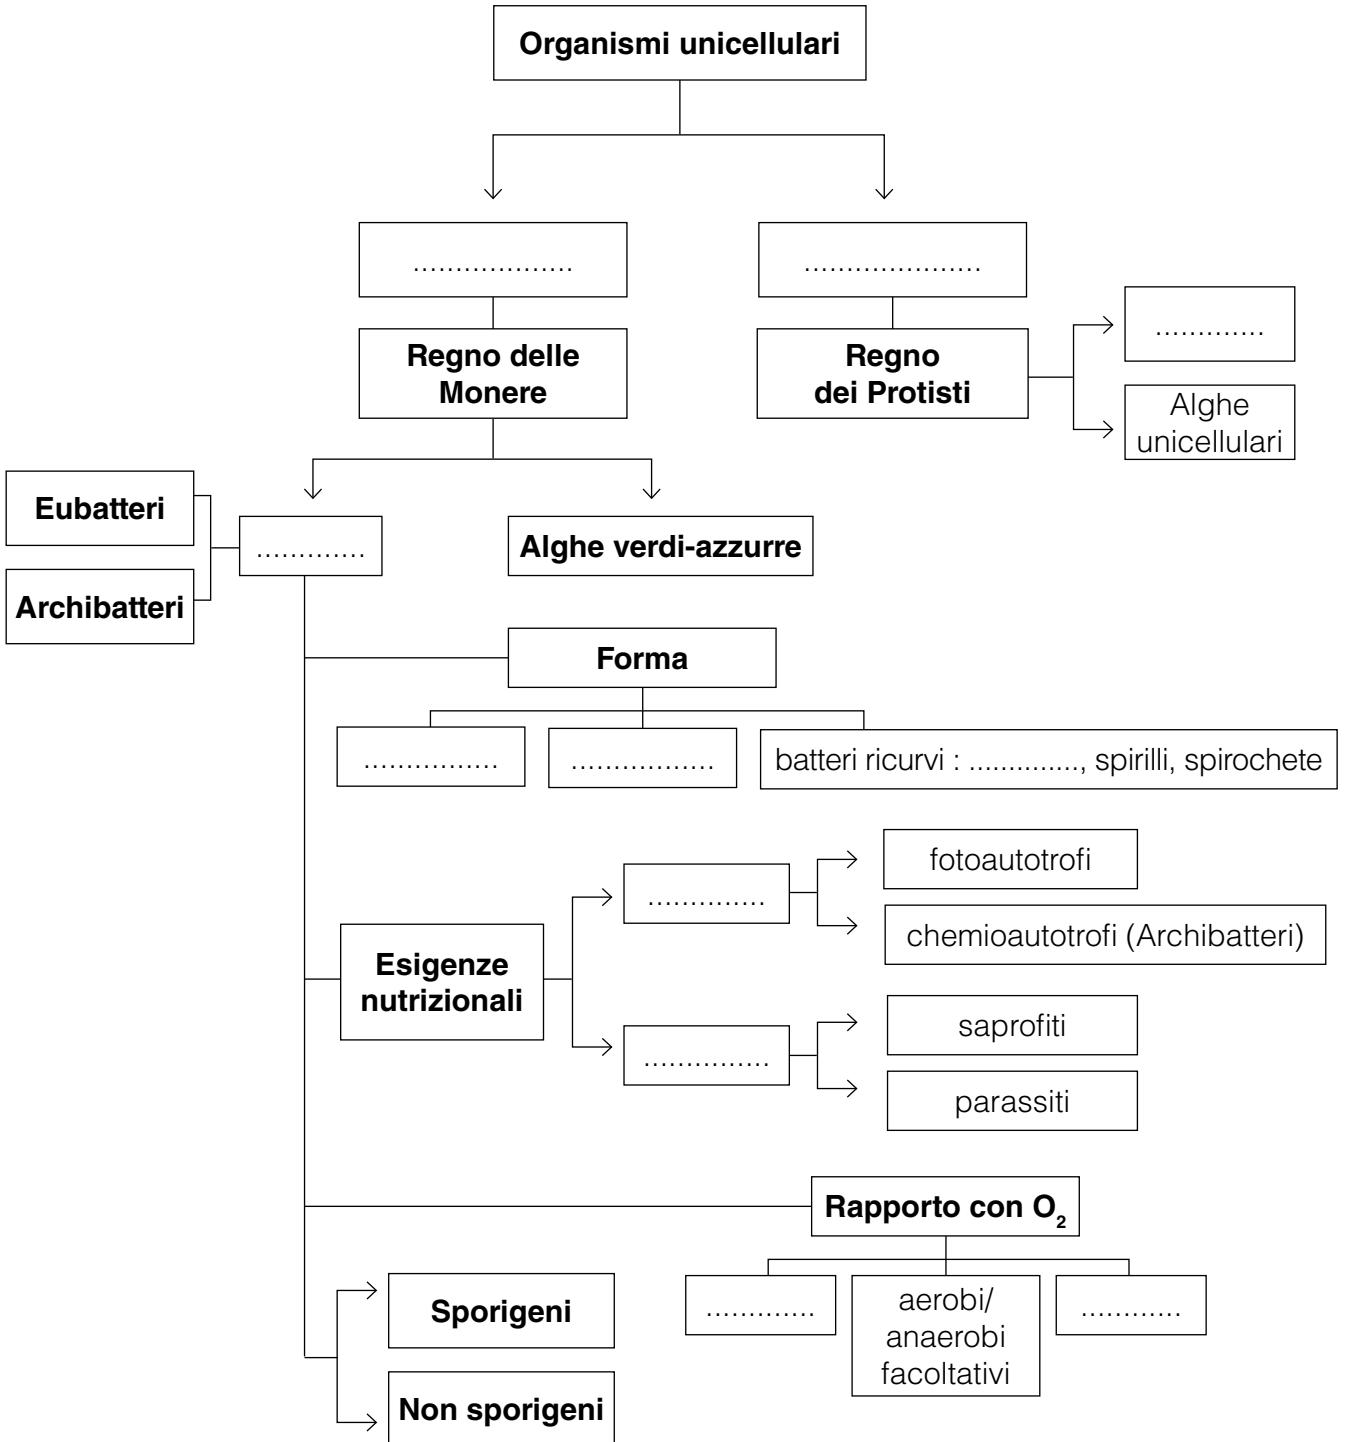 Organismi unicellulari
...................
.....................
Regno delle
Monere
Regno
dei Protisti
.............
Alghe
unicellulari
Eubatteri
Archibatteri
.............
Alghe verdi-azzurre
Forma
................
.................
batteri ricurvi : .............., spirilli, spirochete
Esigenze
nutrizionali
..............
fotoautotrofi
chemioautotrofi (Archibatteri)
...............
saprofiti
parassiti
Rapporto con O₂
.............
aerobi/
anaerobi
facoltativi
............
Sporigeni
Non sporigeni